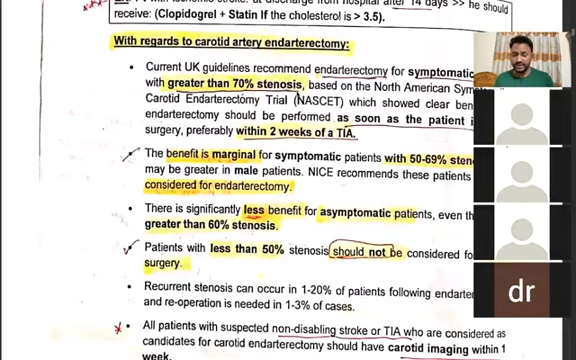 with ischemic stroke: at discharge from hospital after 14 days >> he should
receive: (Clopidogrel + Statin If the cholesterol is > 3.5).
With regards to carotid artery endarterectomy:
• Current UK guidelines recommend endarterectomy for symptomatic
with greater than 70% stenosis, based on the North American Sym
Carotid Endarterectomy Trial (NASCET) which showed clear ben
endarterectomy should be performed as soon as the patient i
surgery, preferably within 2 weeks of a TIA.
The benefit is marginal for symptomatic patients with 50-69% sten
may be greater in male patients. NICE recommends these patients
considered for endarterectomy.
• There is significantly less benefit for asymptomatic patients, even th
greater than 60% stenosis.
Patients with less than 50% stenosis should not be considered fo
surgery.
• Recurrent stenosis can occur in 1-20% of patients following endarte
and re-operation is needed in 1-3% of cases.
• All patients with suspected non-disabling stroke or TIA who are considered as
candidates for carotid endarterectomy should have carotid imaging within 1
week.
dr